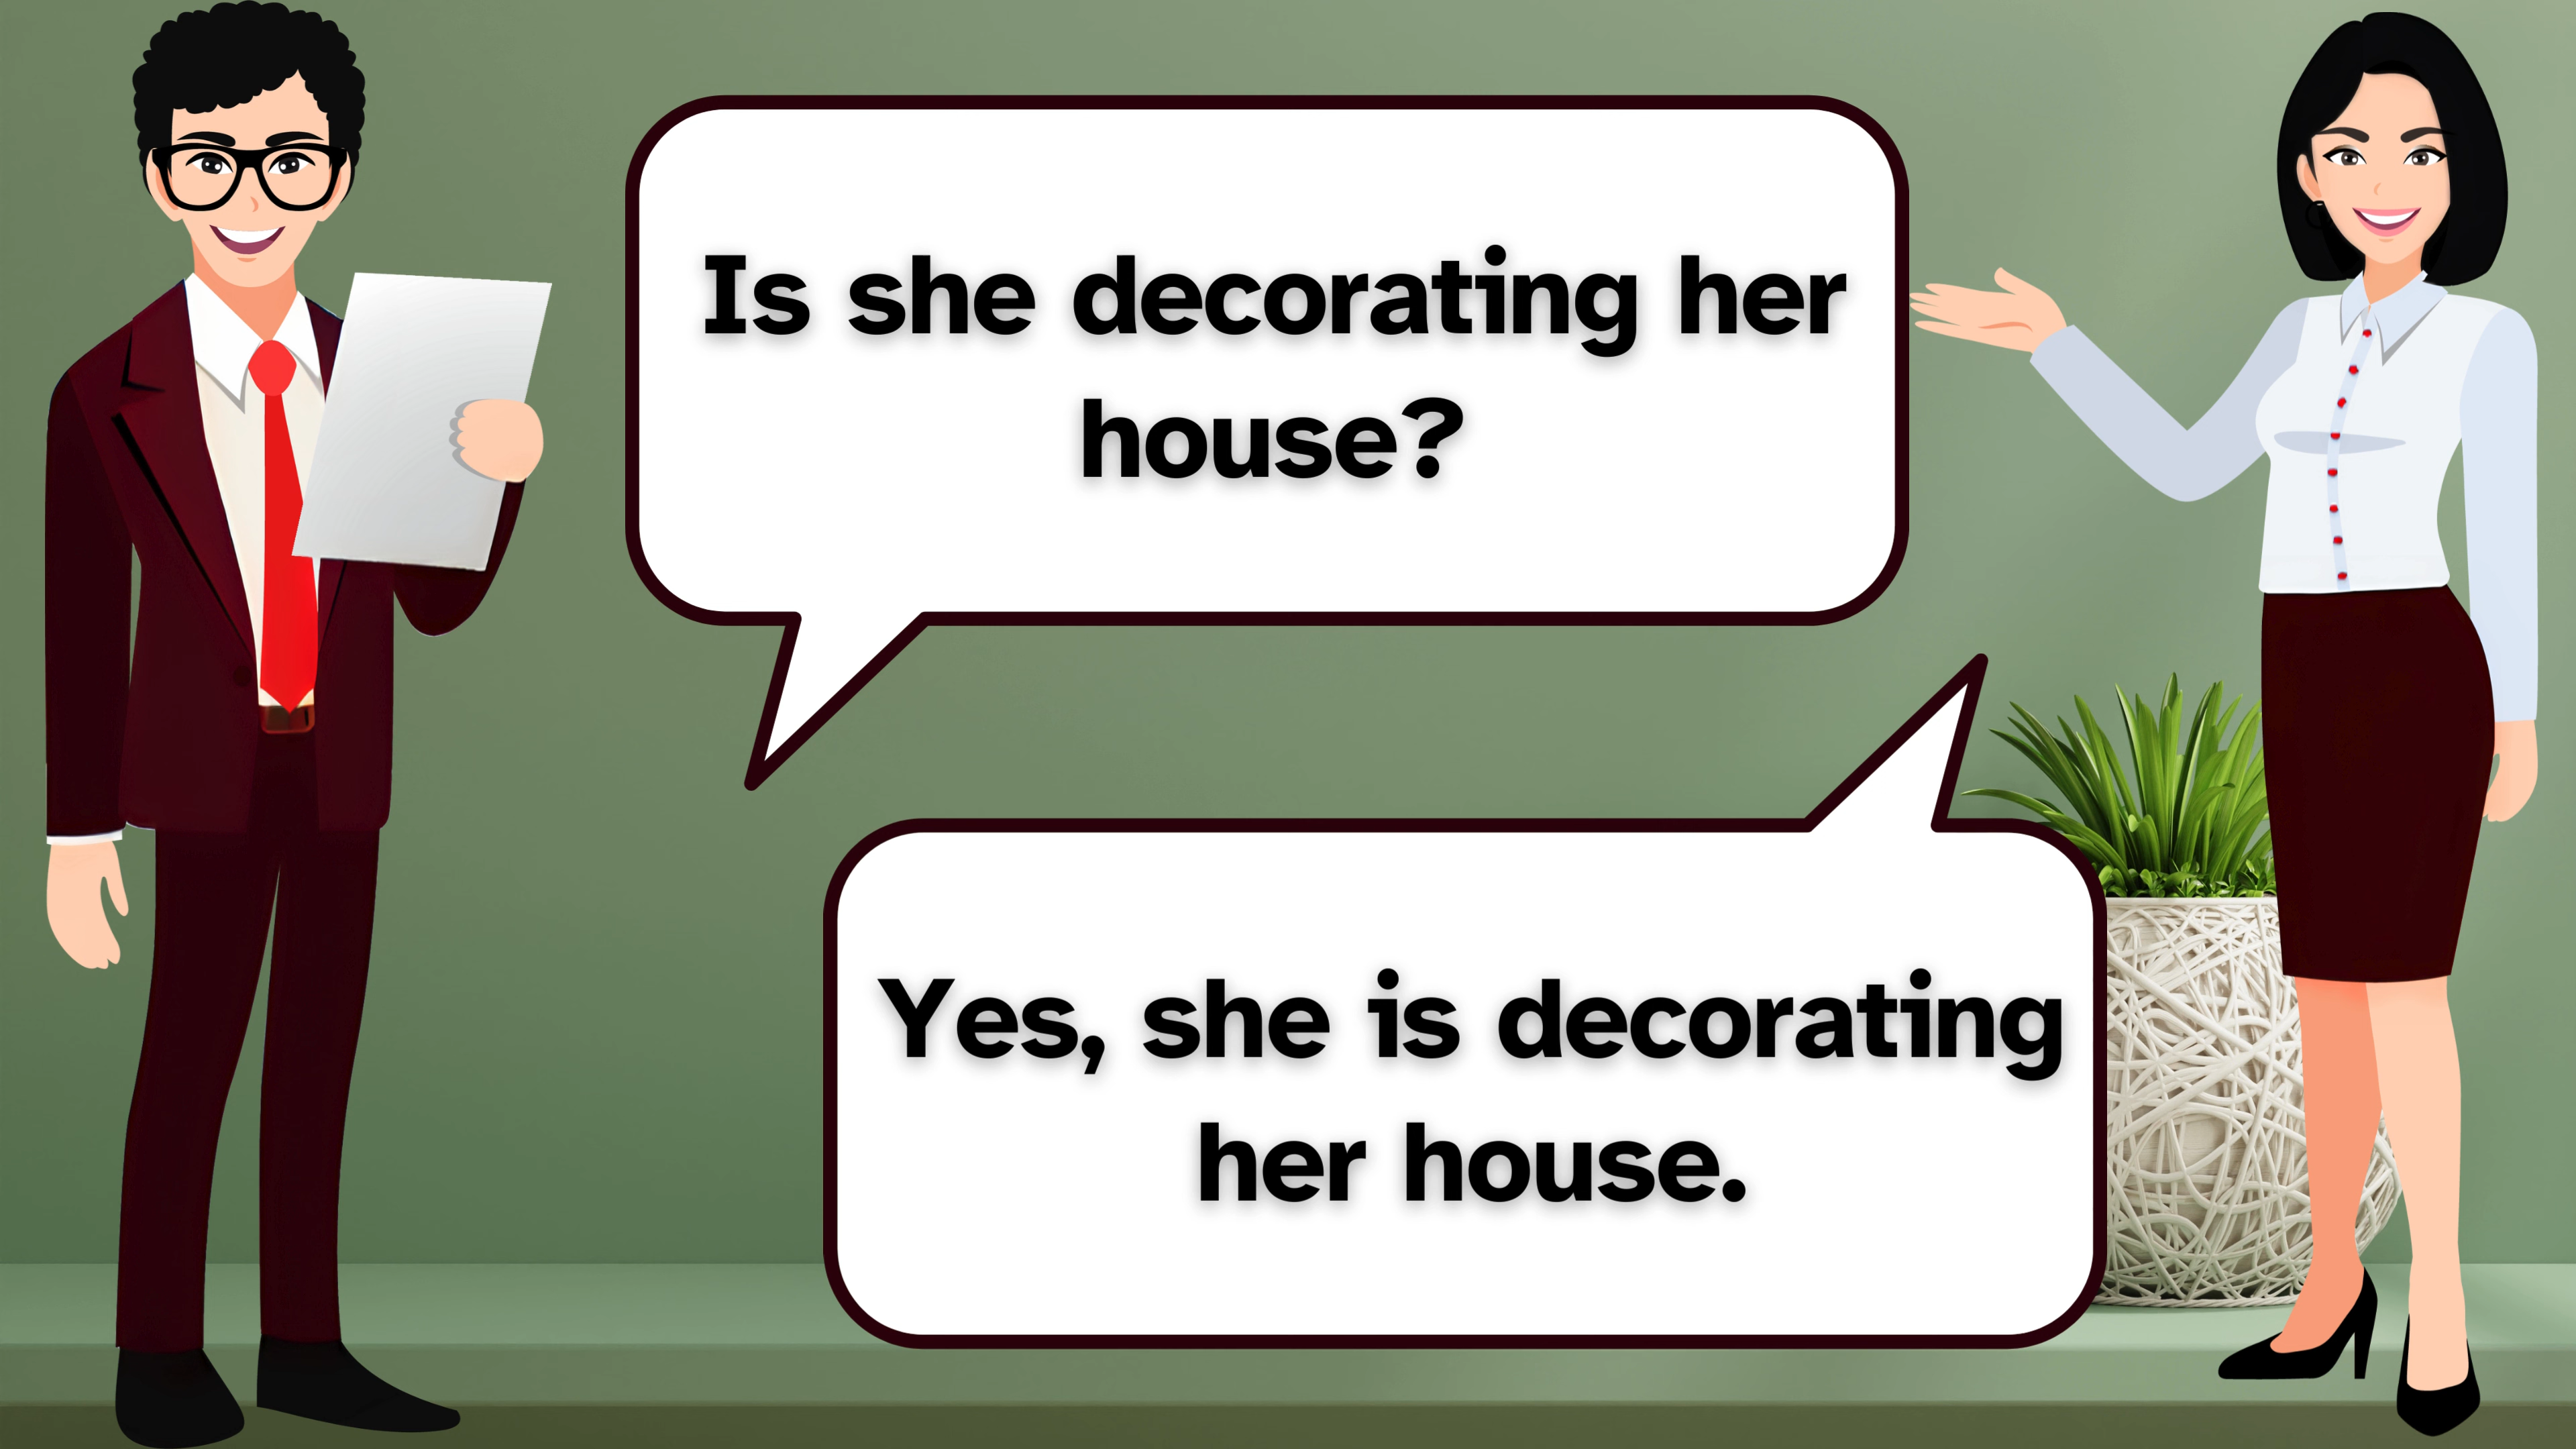 Is she decorating her
house?
Yes, she is decorating
her house.